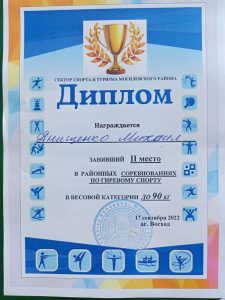 СЕКТОР СПОРТА И ТУРИЗМА МОГИЛЕВСКОГО РАЙОНА
Диплом
Награждается
Анищенко Михаил
ЗАНЯВШИЙ II место
В РАЙОННЫХ СОРЕВНОВАНИЯХ
ПО ГИРЕВОМУ СПОРТУ
В ВЕСОВОЙ КАТЕГОРИИ до 90 кг
17 сентября 2022
аг. Восход